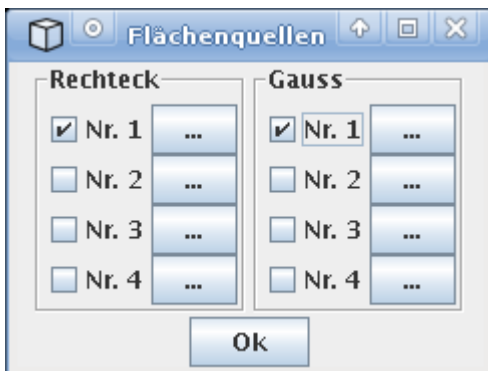 Flächenquellen
Rechteck
Nr. 1 ...
Nr. 2 ...
Nr. 3 ...
Nr. 4 ...
Gauss
Nr. 1 ...
Nr. 2 ...
Nr. 3 ...
Nr. 4 ...
Ok